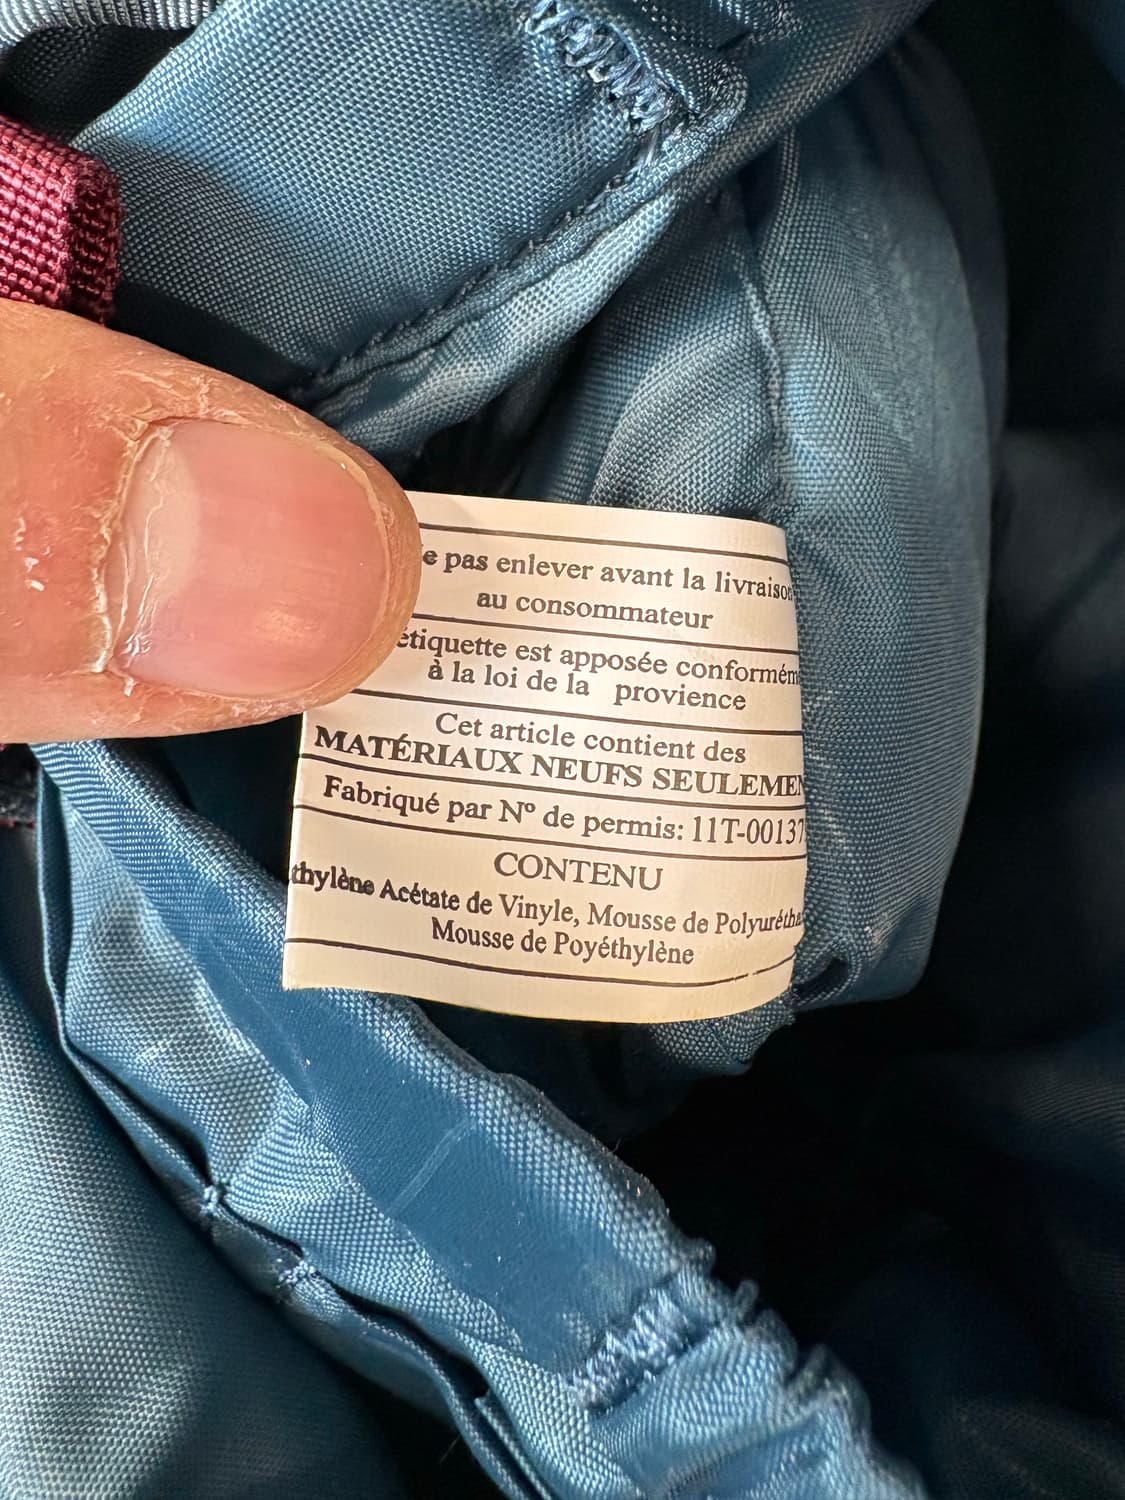 e pas enlever avant la livraison
au consommateur
étiquette est apposée conformém
à la loi de la provience
Cet article contient des
MATÉRIAUX NEUFS SEULEMEN
Fabriqué par Nº de permis: 11T-00137
CONTENU
thylène Acétate de Vinyle, Mousse de Polyurétha
Mousse de Poyéthylène